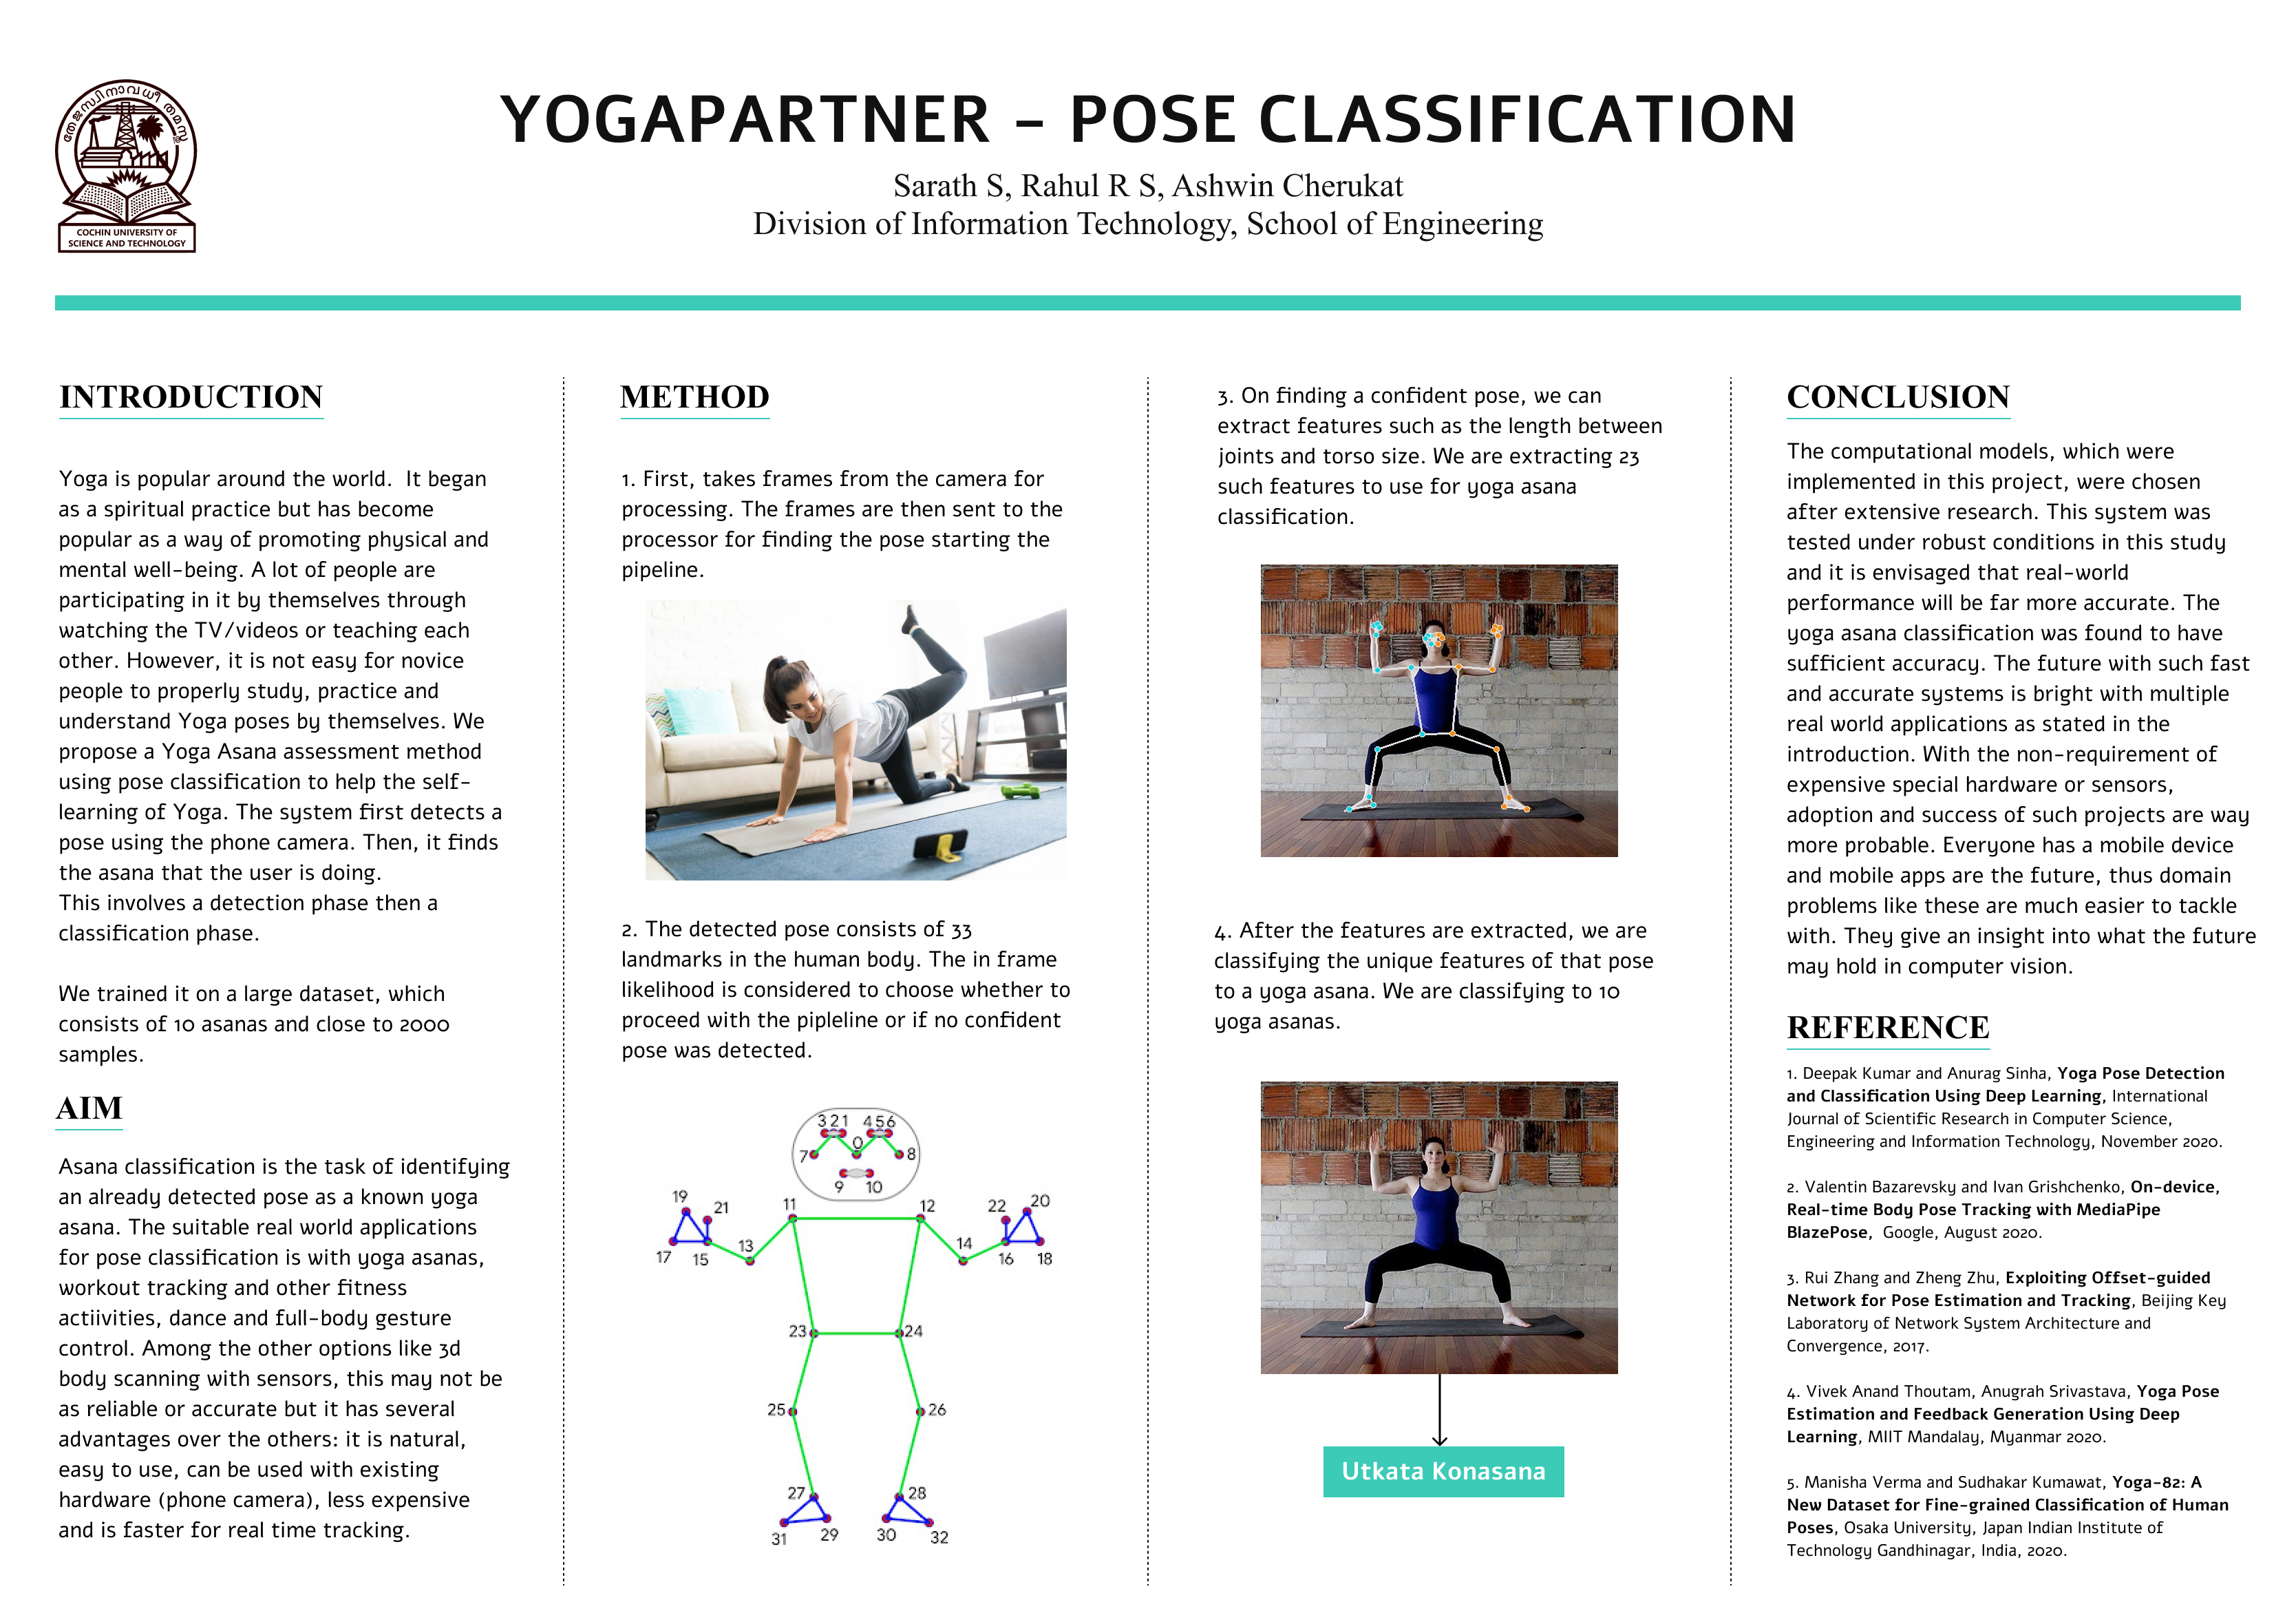 തേജസ്വിനാവധീതമസ്തു
COCHIN UNIVERSITY OF
SCIENCE AND TECHNOLOGY
YOGAPARTNER - POSE CLASSIFICATION
Sarath S, Rahul R S, Ashwin Cherukat
Division of Information Technology, School of Engineering
INTRODUCTION
Yoga is popular around the world. It began
as a spiritual practice but has become
popular as a way of promoting physical and
mental well-being. A lot of people are
participating in it by themselves through
watching the TV/videos or teaching each
other. However, it is not easy for novice
people to properly study, practice and
understand Yoga poses by themselves. We
propose a Yoga Asana assessment method
using pose classification to help the self-
learning of Yoga. The system first detects a
pose using the phone camera. Then, it finds
the asana that the user is doing.
This involves a detection phase then a
classification phase.
We trained it on a large dataset, which
consists of 10 asanas and close to 2000
samples.
AIM
Asana classification is the task of identifying
an already detected pose as a known yoga
asana. The suitable real world applications
for pose classification is with yoga asanas,
workout tracking and other fitness
actiivities, dance and full-body gesture
control. Among the other options like 3d
body scanning with sensors, this may not be
as reliable or accurate but it has several
advantages over the others: it is natural,
easy to use, can be used with existing
hardware (phone camera), less expensive
and is faster for real time tracking.
METHOD
1. First, takes frames from the camera for
processing. The frames are then sent to the
processor for finding the pose starting the
pipeline.
2. The detected pose consists of 33
landmarks in the human body. The in frame
likelihood is considered to choose whether to
proceed with the pipleline or if no confident
pose was detected.
3 2 1 4 5 6
0
7 8
9 10
19 21 11 12 22 20
17 15 13 14 16 18
23 24
25 26
27 28
31 29 30 32
3. On finding a confident pose, we can
extract features such as the length between
joints and torso size. We are extracting 23
such features to use for yoga asana
classification.
4. After the features are extracted, we are
classifying the unique features of that pose
to a yoga asana. We are classifying to 10
yoga asanas.
Utkata Konasana
CONCLUSION
The computational models, which were
implemented in this project, were chosen
after extensive research. This system was
tested under robust conditions in this study
and it is envisaged that real-world
performance will be far more accurate. The
yoga asana classification was found to have
sufficient accuracy. The future with such fast
and accurate systems is bright with multiple
real world applications as stated in the
introduction. With the non-requirement of
expensive special hardware or sensors,
adoption and success of such projects are way
more probable. Everyone has a mobile device
and mobile apps are the future, thus domain
problems like these are much easier to tackle
with. They give an insight into what the future
may hold in computer vision.
REFERENCE
1. Deepak Kumar and Anurag Sinha, Yoga Pose Detection
and Classification Using Deep Learning, International
Journal of Scientific Research in Computer Science,
Engineering and Information Technology, November 2020.
2. Valentin Bazarevsky and Ivan Grishchenko, On-device,
Real-time Body Pose Tracking with MediaPipe
BlazePose, Google, August 2020.
3. Rui Zhang and Zheng Zhu, Exploiting Offset-guided
Network for Pose Estimation and Tracking, Beijing Key
Laboratory of Network System Architecture and
Convergence, 2017.
4. Vivek Anand Thoutam, Anugrah Srivastava, Yoga Pose
Estimation and Feedback Generation Using Deep
Learning, MIIT Mandalay, Myanmar 2020.
5. Manisha Verma and Sudhakar Kumawat, Yoga-82: A
New Dataset for Fine-grained Classification of Human
Poses, Osaka University, Japan Indian Institute of
Technology Gandhinagar, India, 2020.